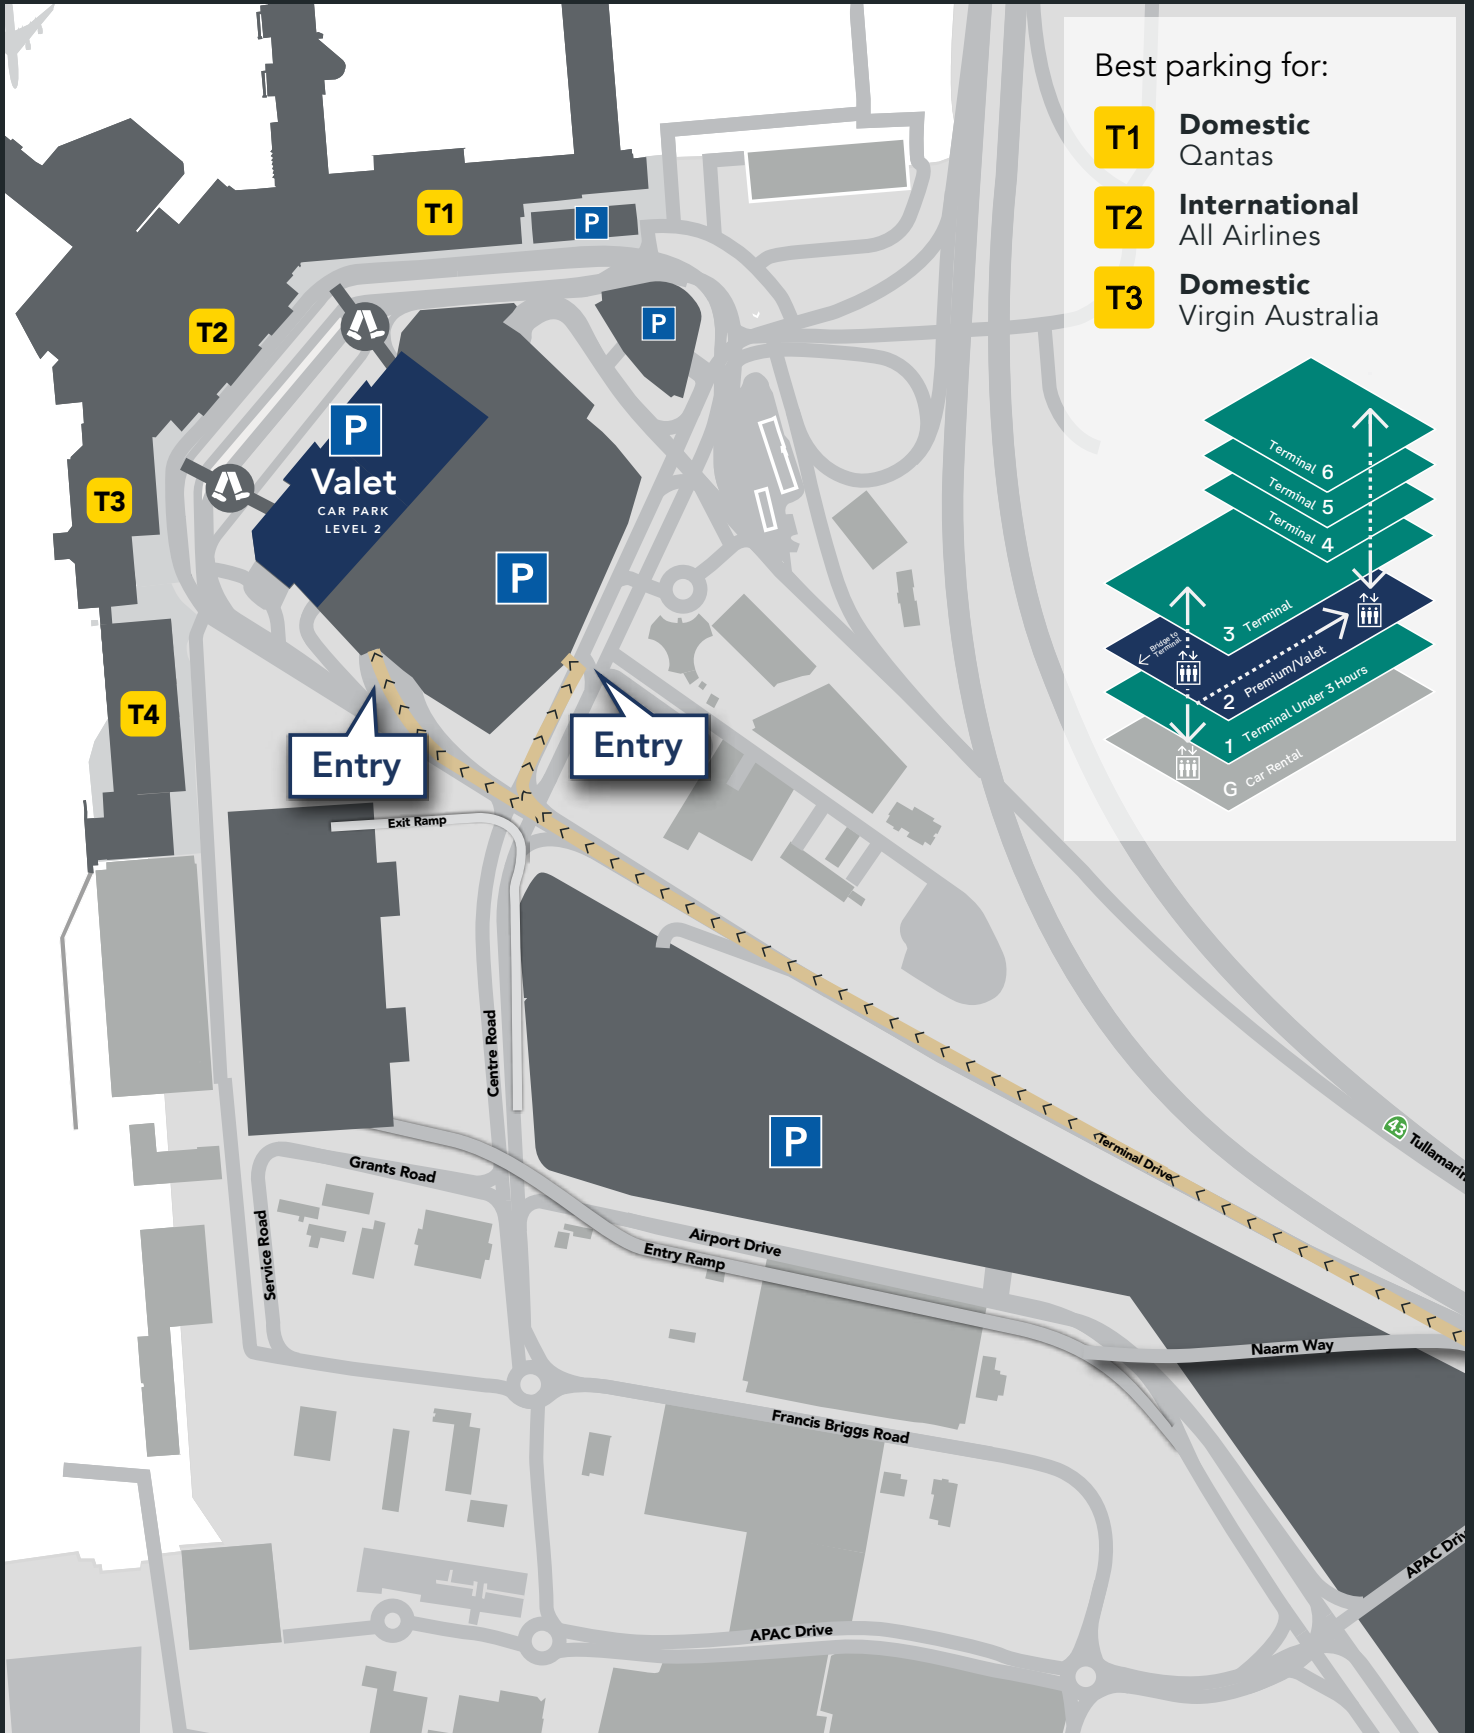 Best parking for:
T1
Domestic
Qantas
T2
International
All Airlines
T3
Domestic
Virgin Australia
T1
P
T2
P
P
Valet
CAR PARK
LEVEL 2
T3
P
T4
Entry
Entry
Terminal 6
Terminal 5
Terminal 4
3 Terminal
Bridge to
Terminal
2 Premium/Valet
1 Terminal Under 3 Hours
G Car Rental
Exit Ramp
Centre Road
P
Terminal Drive
43
Grants Road
Service Road
Airport Drive
Entry Ramp
Naarm Way
Francis Briggs Road
APAC Drive